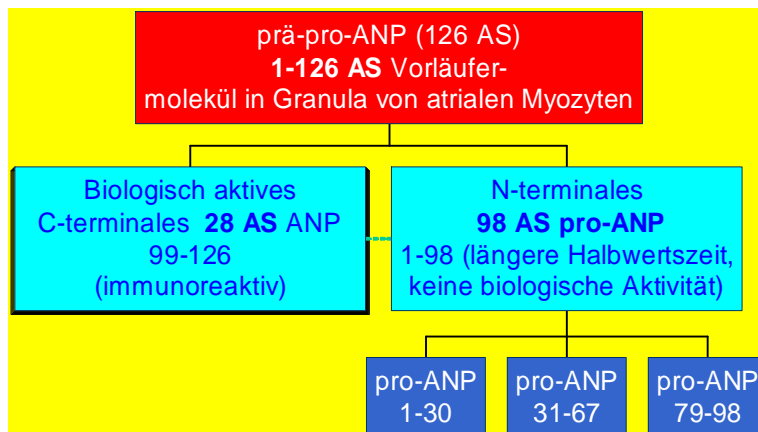 prä-pro-ANP (126 AS)
1-126 AS Vorläufer-
molekül in Granula von atrialen Myozyten
Biologisch aktives
C-terminales 28 AS ANP
99-126
(immunoreaktiv)
N-terminales
98 AS pro-ANP
1-98 (längere Halbwertszeit,
keine biologische Aktivität)
pro-ANP
1-30
pro-ANP
31-67
pro-ANP
79-98